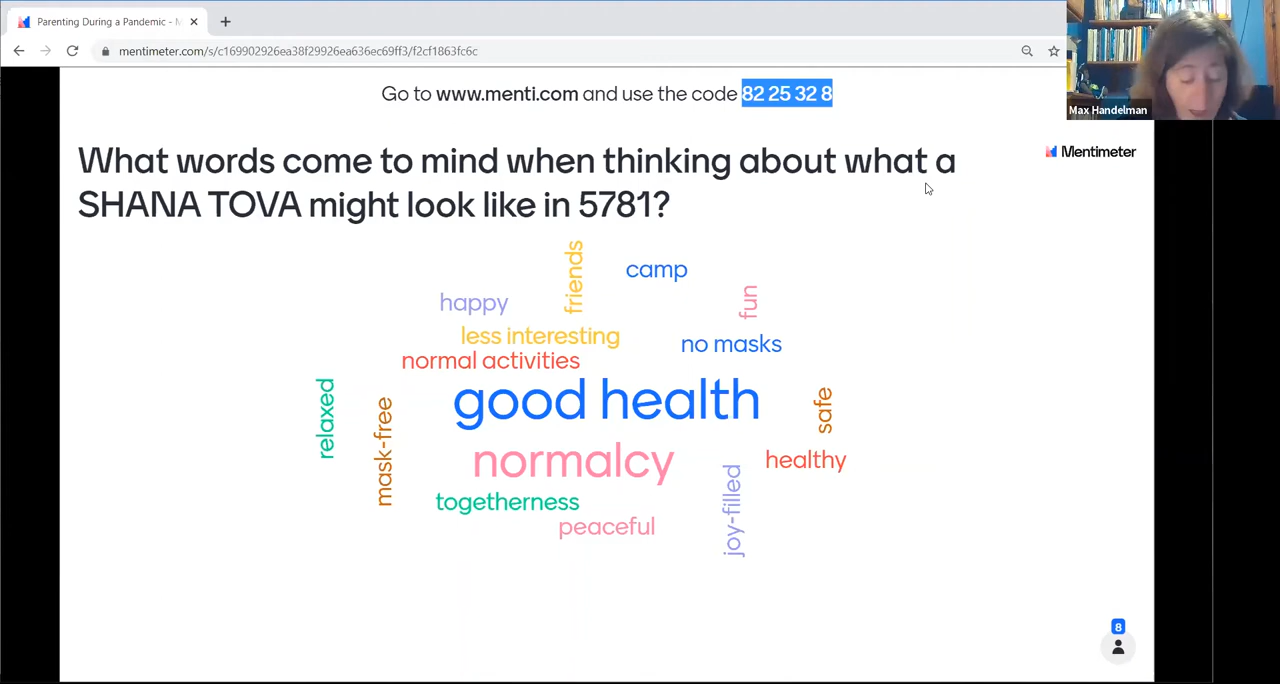 Parenting During a Pandemic - M
mentimeter.com/s/c169902926ea38f29926ea636ec69ff3/f2cf1863fc6c
Max Handelman
Go to www.menti.com and use the code 82 25 32 8
Mentimeter
What words come to mind when thinking about what a
SHANA TOVA might look like in 5781?
friends
camp
happy
fun
less interesting
no masks
normal activities
good health
relaxed
mask-free
safe
normalcy
healthy
joy-filled
togetherness
peaceful
8